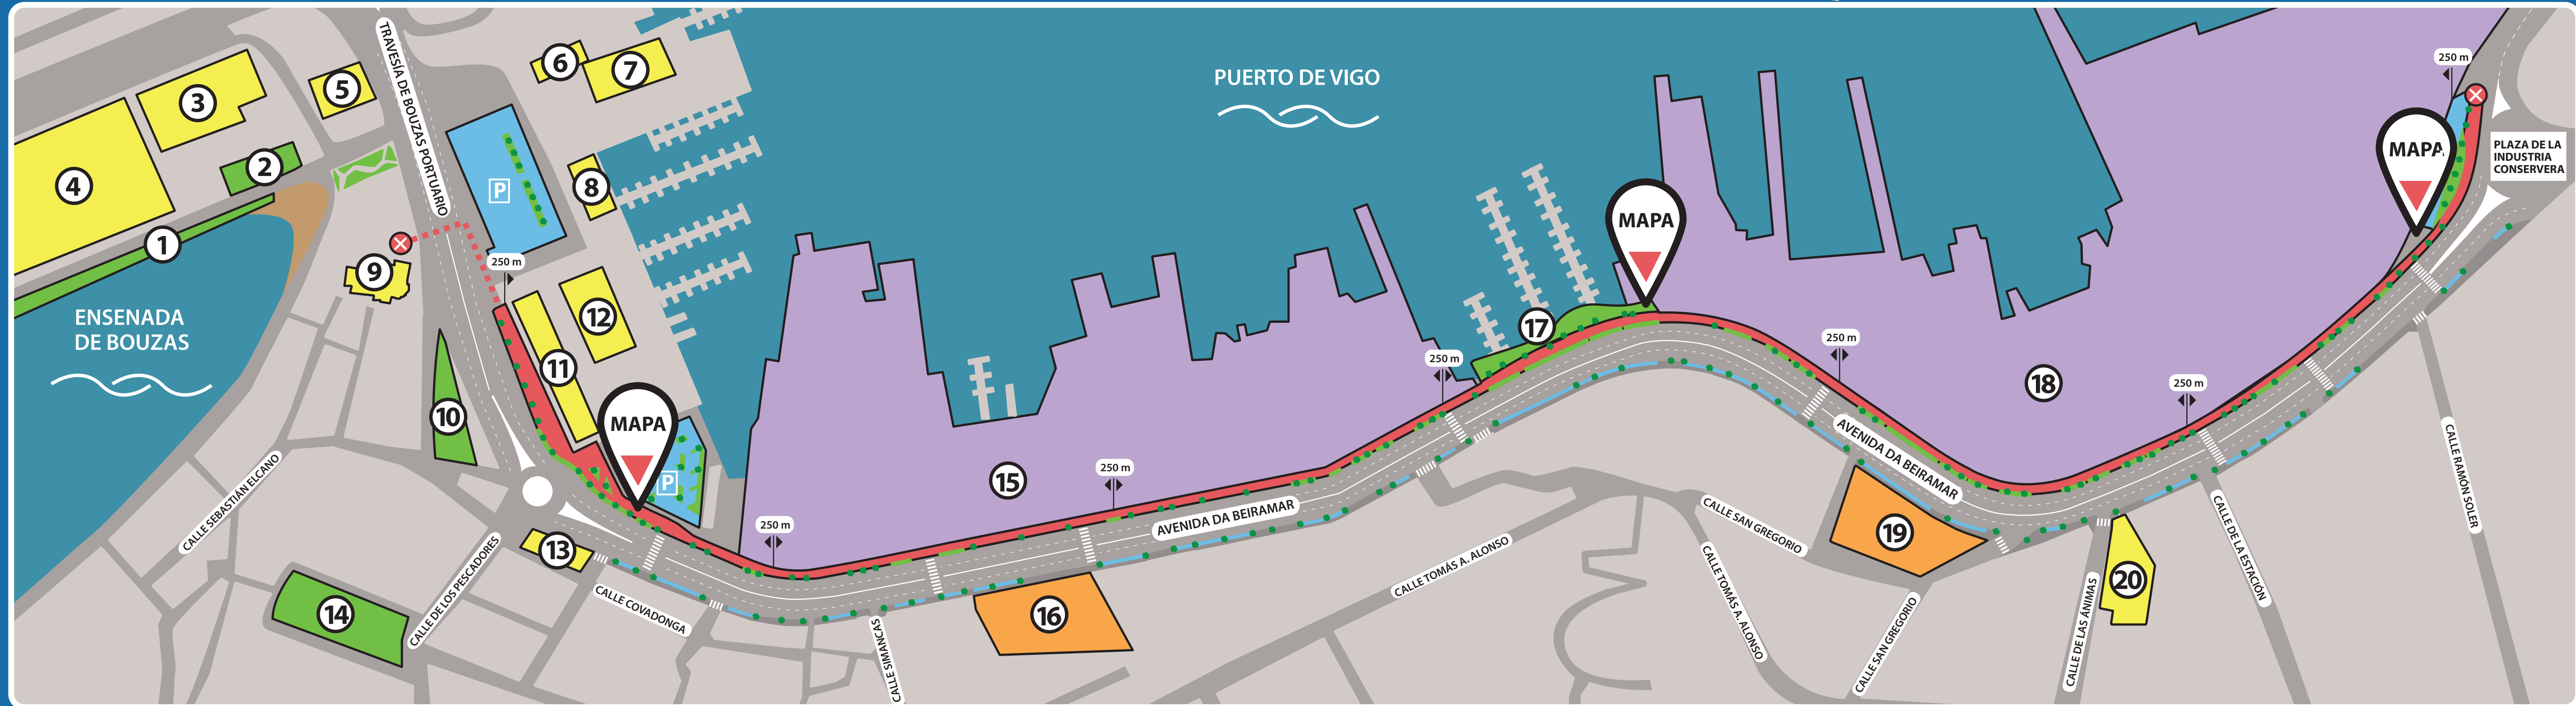 TRAVESÍA DE BOUZAS PORTUARIO
6
7
5
3
PUERTO DE VIGO
250 m
MAPA
PLAZA DE LA
INDUSTRIA
CONSERVERA
2
4
P
8
1
9
250 m
MAPA
ENSENADA
DE BOUZAS
12
11
17
250 m
250 m
18
250 m
10
MAPA
P
15
250 m
AVENIDA DA BEIRAMAR
AVENIDA DA BEIRAMAR
CALLE RAMÓN SOLER
CALLE SEBASTIÁN ELCANO
250 m
13
CALLE SAN GREGORIO
19
CALLE DE LA ESTACIÓN
CALLE DE LOS PESCADORES
CALLE TOMÁS A. ALONSO
CALLE TOMÁS A. ALONSO
20
14
CALLE COVADONGA
16
CALLE SIMANCAS
CALLE SAN GREGORIO
CALLE DE LAS ÁNIMAS